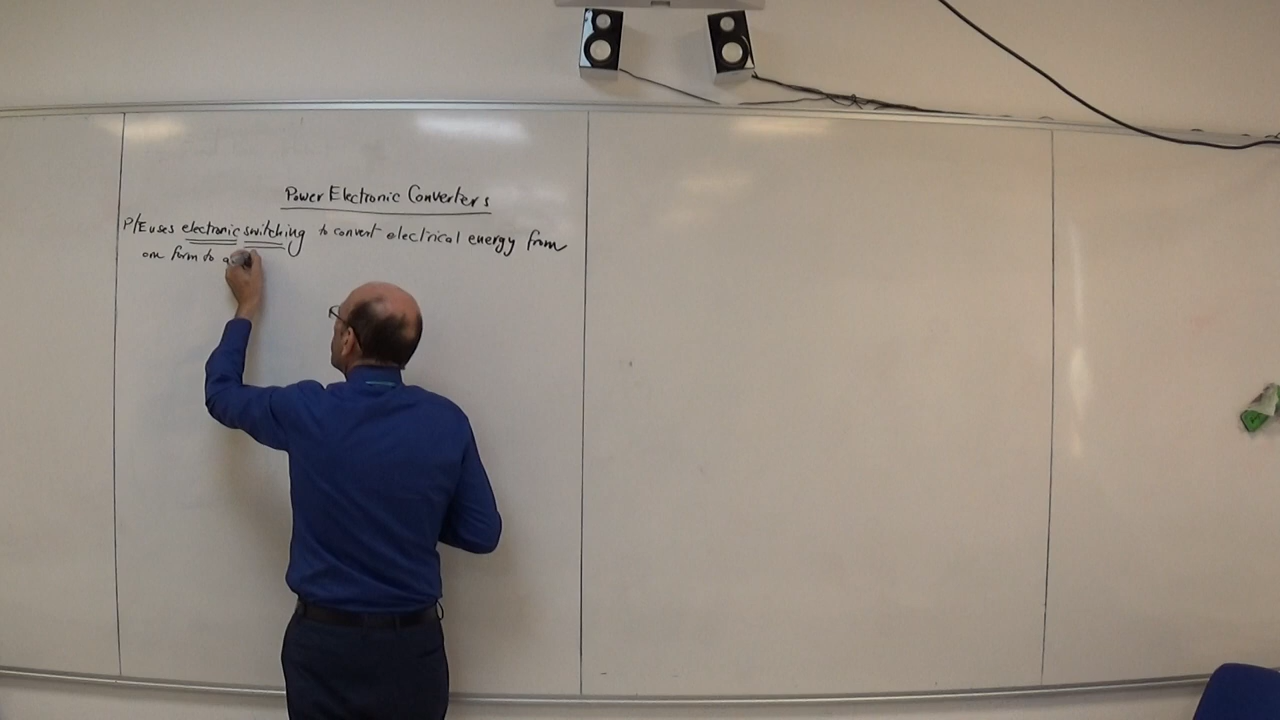 Power Electronic Converters
P/E uses electronic switching to convert electrical energy from
one form to a